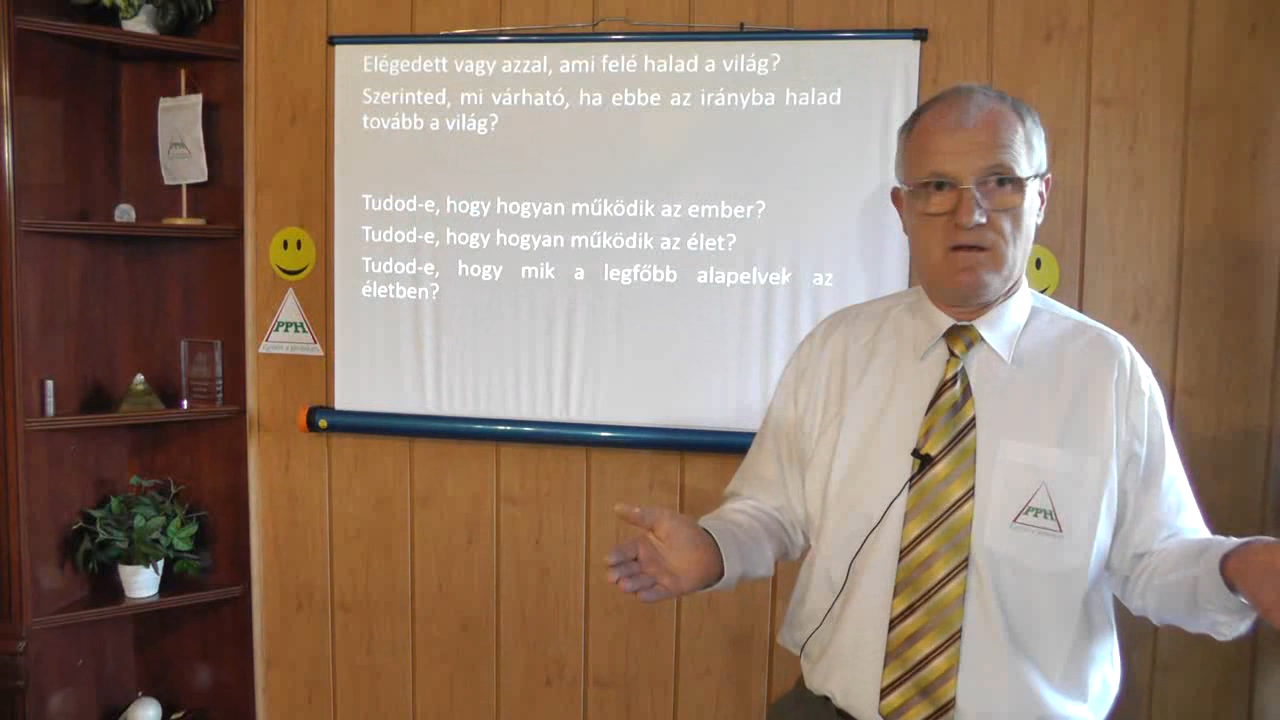 Elégedett vagy azzal, ami felé halad a világ?
Szerinted, mi várható, ha ebbe az irányba halad
tovább a világ?
Tudod-e, hogy hogyan működik az ember?
Tudod-e, hogy hogyan működik az élet?
Tudod-e, hogy mik a legfőbb alapelvek az
életben?
PPH
PPH